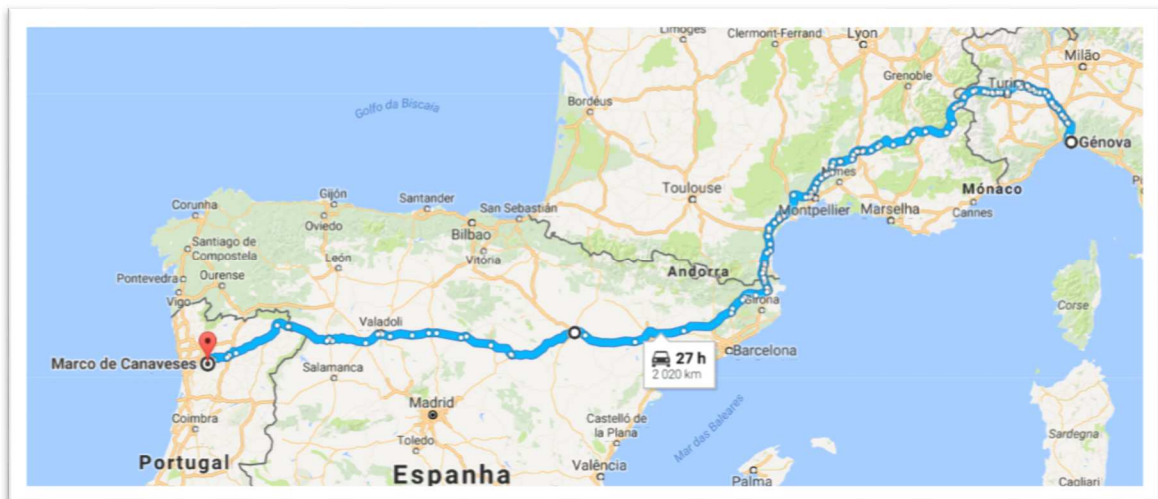 Limoges
Clermont-Ferrand
Lyon
Milão
Grenoble
Golfo da Biscaia
Bordéus
Génova
Nimes
Toulouse
Mónaco
Gijón
Santander
San Sebastián
Montpellier
Marselha
Cannes
Corunha
Oviedo
Bilbao
Santiago de
Compostela
León
Vitória
Andorra
Pontevedra
Ourense
Vigo
Girona
Corse
Valadoli
Barcelona
27 h
2 020 km
Marco de Canaveses
Salamanca
Madrid
Coimbra
Castelló de
la Plana
Mar das Baleares
Toledo
Sardegna
Portugal
Espanha
Valência
Palma
Cagliari